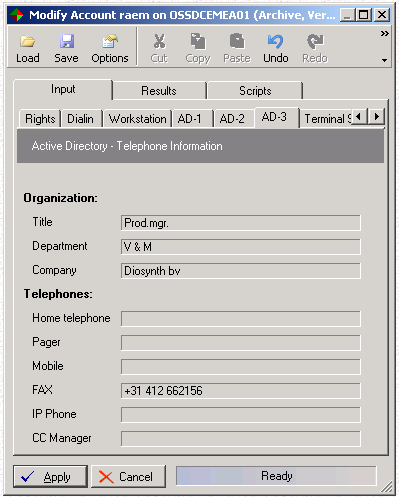 Modify Account raem on OSSDCEMEA01 (Archive, Ver...
Load Save Options Cut Copy Paste Undo Redo
Input Results Scripts
Rights Dialin Workstation AD-1 AD-2 AD-3 Terminal S
Active Directory - Telephone Information
Organization:
Title Prod.mgr.
Department V & M
Company Diosynth bv
Telephones:
Home telephone
Pager
Mobile
FAX +31 412 662156
IP Phone
CC Manager
Apply Cancel Ready